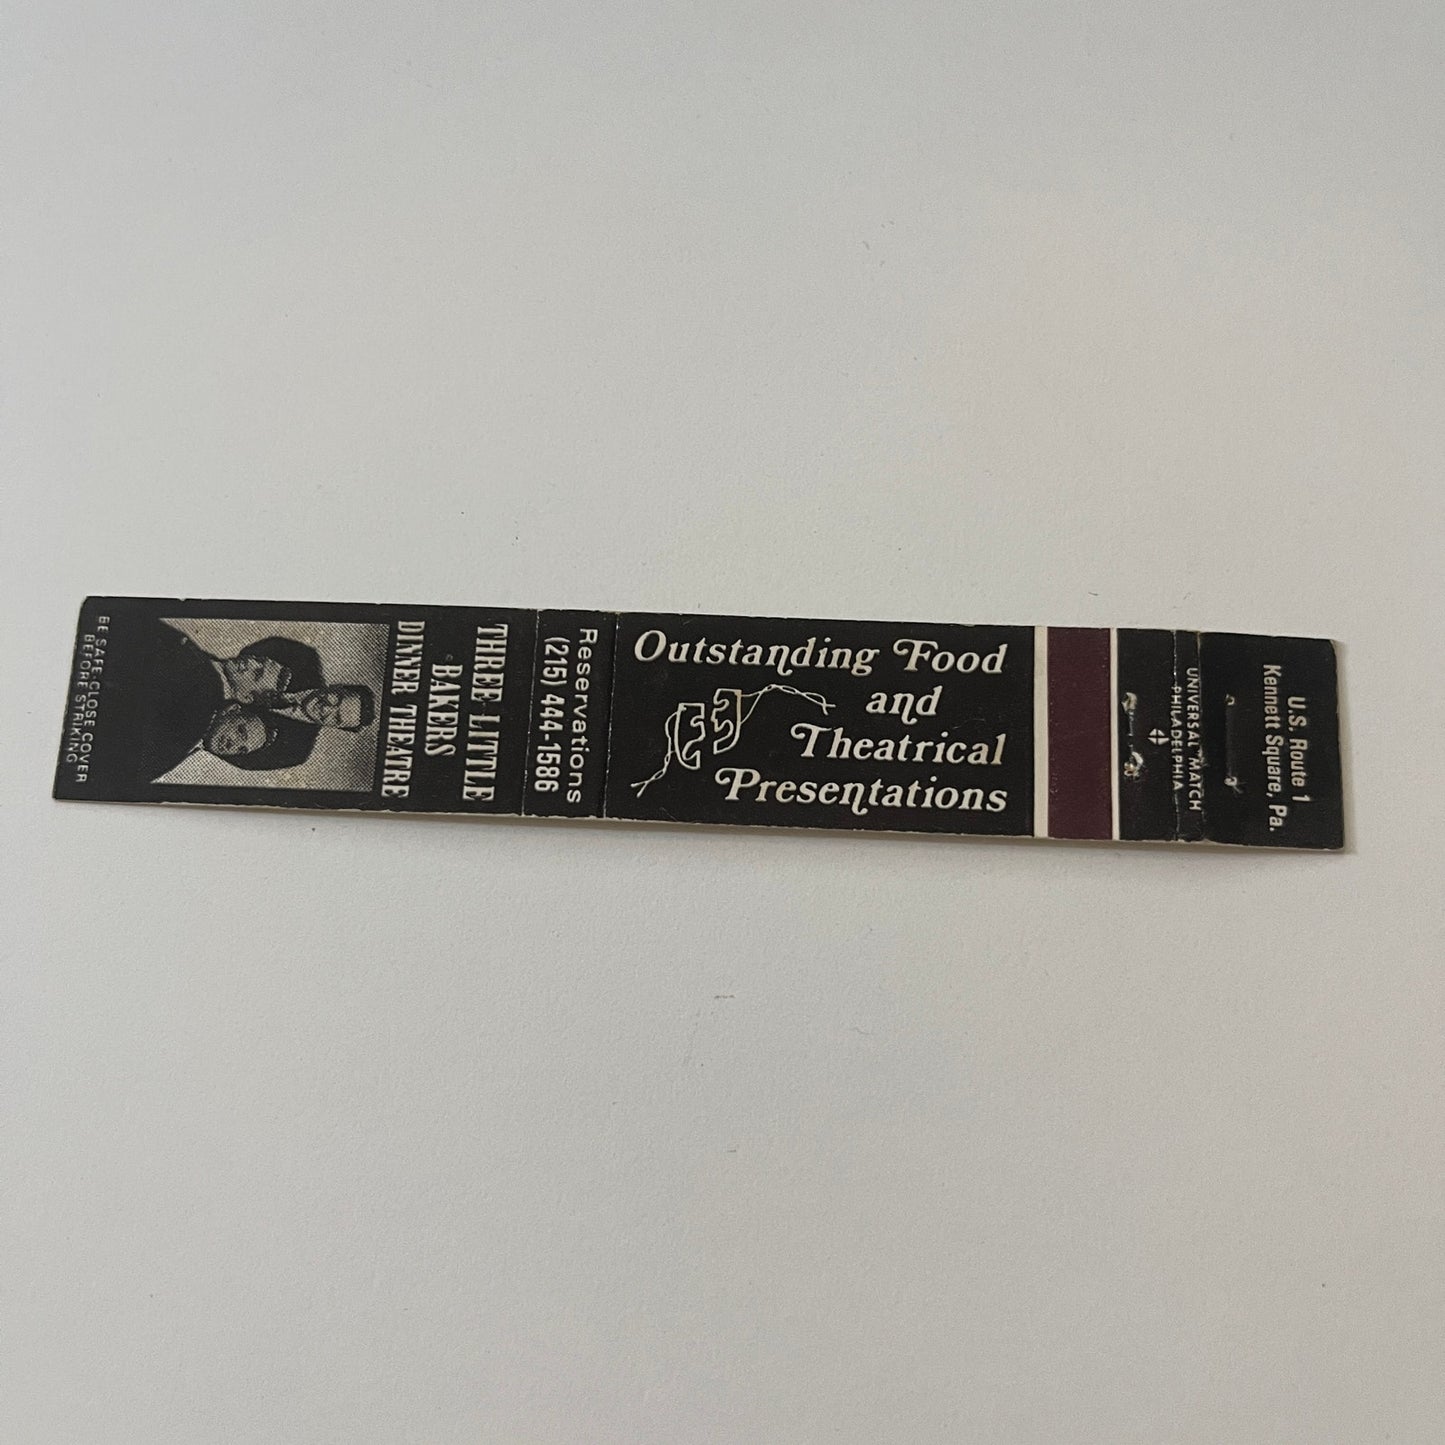 THREE LITTLE
BAKERS
DINNER THEATRE
BE SAFE-CLOSE COVER
BEFORE STRIKING
Reservations
(215) 444-1586
Outstanding Food
and
Theatrical
Presentations
UNIVERSAL MATCH
PHILADELPHIA
U.S. Route 1
Kennett Square, Pa.